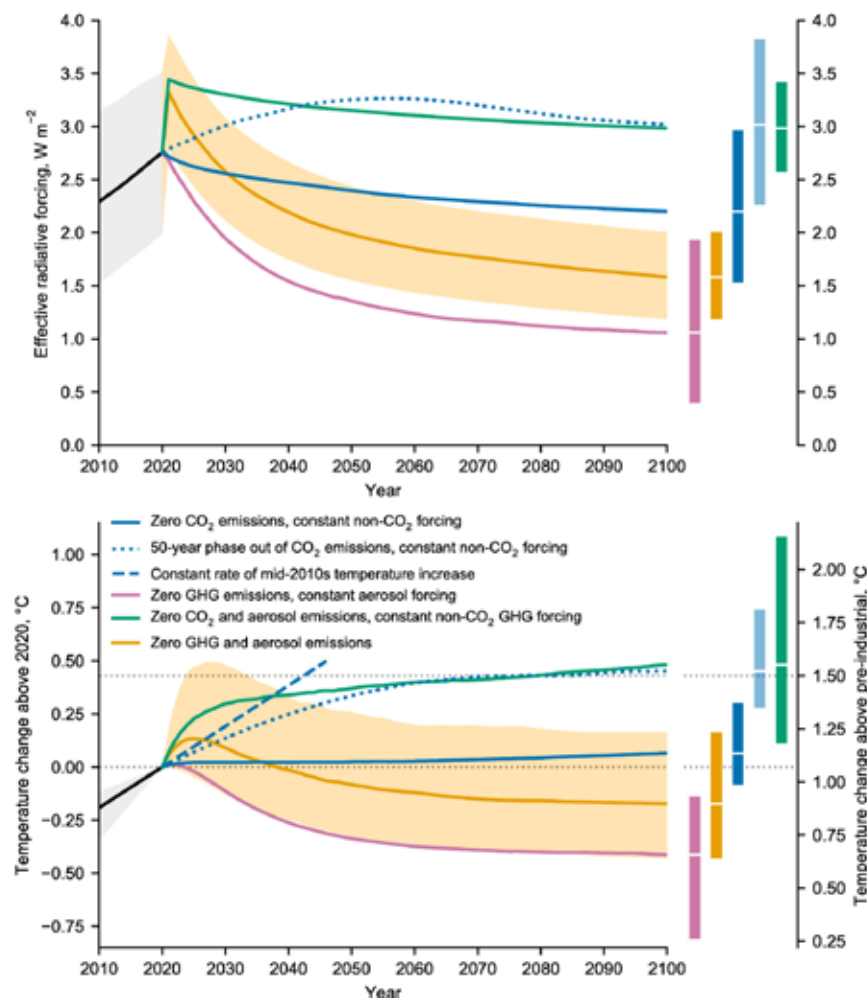 4.0 4.0
3.5 3.5
3.0 3.0
2.5 2.5
2.0 2.0
1.5 1.5
1.0 1.0
0.5 0.5
0.0 0.0
Effective radiative forcing, W m⁻²
2010 2020 2030 2040 2050 2060 2070 2080 2090 2100
Year
Zero CO₂ emissions, constant non-CO₂ forcing
50-year phase out of CO₂ emissions, constant non-CO₂ forcing
Constant rate of mid-2010s temperature increase
Zero GHG emissions, constant aerosol forcing
Zero CO₂ and aerosol emissions, constant non-CO₂ GHG forcing
Zero GHG and aerosol emissions
1.00
0.75
0.50
0.25
0.00
−0.25
−0.50
−0.75
Temperature change above 2020, °C
2.00
1.75
1.50
1.25
1.00
0.75
0.50
0.25
Temperature change above pre-industrial, °C
2010 2020 2030 2040 2050 2060 2070 2080 2090 2100
Year